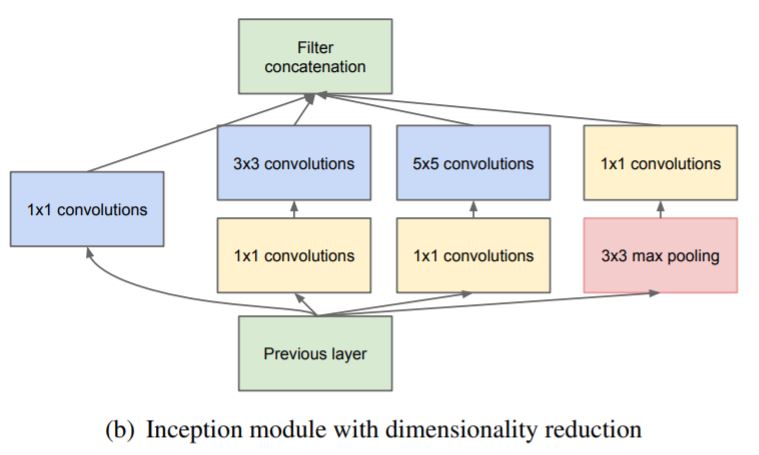 Filter
concatenation
3x3 convolutions
5x5 convolutions
1x1 convolutions
1x1 convolutions
1x1 convolutions
1x1 convolutions
3x3 max pooling
Previous layer
(b) Inception module with dimensionality reduction